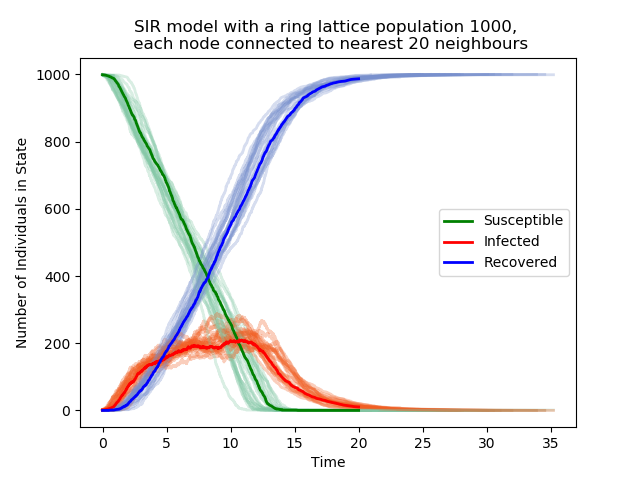 SIR model with a ring lattice population 1000,
each node connected to nearest 20 neighbours
Number of Individuals in State
1000
800
600
400
200
0
Susceptible
Infected
Recovered
0 5 10 15 20 25 30 35
Time